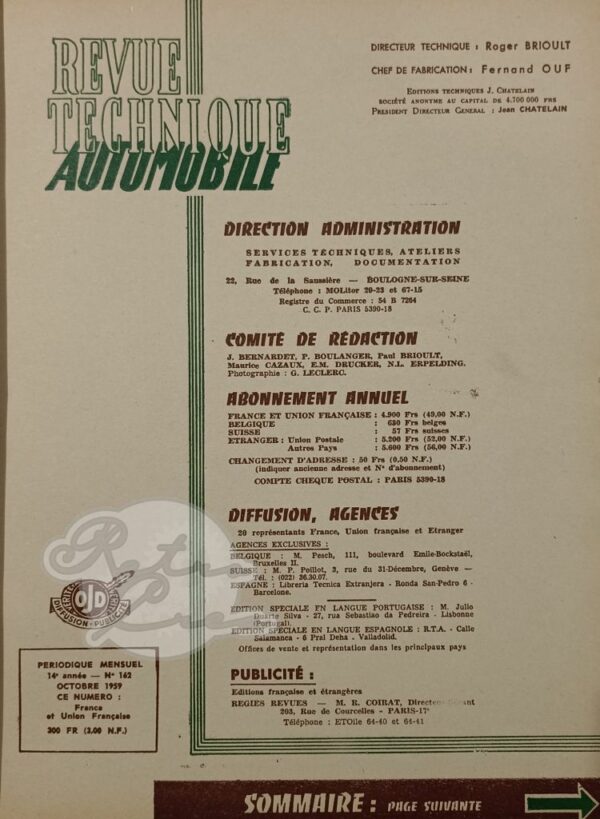 REVUE
TECHNIQUE
AUTOMOBILE
DIRECTEUR TECHNIQUE : Roger BRIOULT
CHEF DE FABRICATION : Fernand OUF
EDITIONS TECHNIQUES J. CHATELAIN
SOCIÉTÉ ANONYME AU CAPITAL DE 4.700 000 FRS
PRESIDENT DIRECTEUR GENERAL : Jean CHATELAIN
DIRECTION ADMINISTRATION
SERVICES TECHNIQUES, ATELIERS
FABRICATION, DOCUMENTATION
22, Rue de la Saussière — BOULOGNE-SUR-SEINE
Téléphone : MOLitor 20-23 et 67-15
Registre du Commerce : 54 B 7264
C. C. P. PARIS 5390-18
COMITÉ DE RÉDACTION
J. BERNARDET, P. BOULANGER, Paul BRIOULT,
Maurice CAZAUX, E.M. DRUCKER, N.L. ERPELDING.
Photographie : G. LECLERC.
ABONNEMENT ANNUEL
FRANCE ET UNION FRANÇAISE : 4.900 Frs (49,00 N.F.)
BELGIQUE : 630 Frs belges
SUISSE : 57 Frs suisses
ETRANGER : Union Postale : 5.200 Frs (52,00 N.F.)
Autres Pays : 5.600 Frs (56,00 N.F.)
CHANGEMENT D'ADRESSE : 50 Frs (0,50 N.F.)
(indiquer ancienne adresse et N° d'abonnement)
COMPTE CHEQUE POSTAL : PARIS 5390-18
DIFFUSION, AGENCES
26 représentants France, Union française et Etranger
AGENCES EXCLUSIVES :
BELGIQUE : M. Pesch, 111, boulevard Emile-Bockstaël,
Bruxelles II.
SUISSE : M. P. Poillot, 3, rue du 31-Décembre, Genève —
Tél. : (022) 36.30.07.
ESPAGNE : Libreria Tecnica Extranjera - Ronda San-Pedro 6 -
Barcelone.
EDITION SPECIALE EN LANGUE PORTUGAISE : M. Julio
Duarte Silva - 27, rua Sebastiao da Pedreira - Lisbonne
(Portugal).
EDITION SPECIALE EN LANGUE ESPAGNOLE : R.T.A. - Calle
Salamanca - 6 Pral Deha - Valladolid.
Offices de vente et représentation dans les principaux pays
PUBLICITÉ :
Editions française et étrangères
REGIES REVUES — M. R. COIRAT, Directeur
203, Rue de Courcelles - PARIS-17e
Téléphone : ETOile 64-40 et 64-41
OJD
DIFFUSION-PUBLICITÉ
PERIODIQUE MENSUEL
14e année — N° 162
OCTOBRE 1959
CE NUMERO :
France
et Union Française
300 FR (3,00 N.F.)
SOMMAIRE : PAGE SUIVANTE